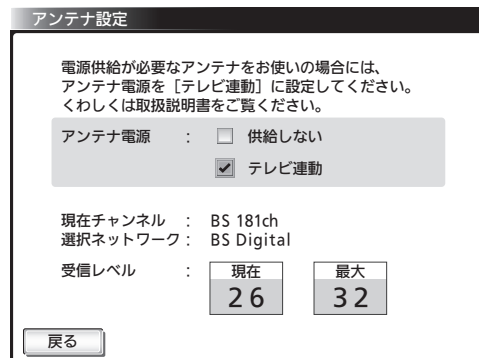 アンテナ設定
電源供給が必要なアンテナをお使いの場合には、
アンテナ電源を［テレビ連動］に設定してください。
くわしくは取扱説明書をご覧ください。
アンテナ電源 : 供給しない
テレビ連動
現在チャンネル : BS 181ch
選択ネットワーク : BS Digital
受信レベル : 現在 最大
26 32
戻る